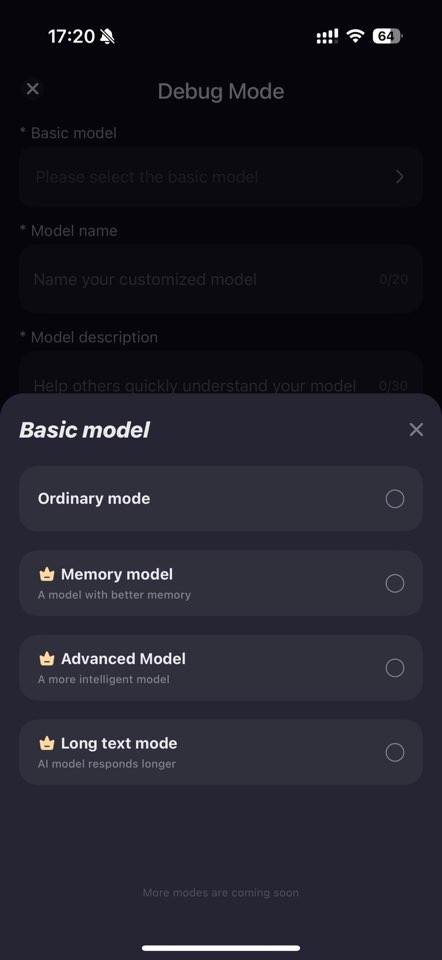 17:20
64
Debug Mode
* Basic model
Please select the basic model
* Model name
Name your customized model
0/20
* Model description
Help others quickly understand your model
0/30
Basic model
Ordinary mode
Memory model
A model with better memory
Advanced Model
A more intelligent model
Long text mode
AI model responds longer
More modes are coming soon